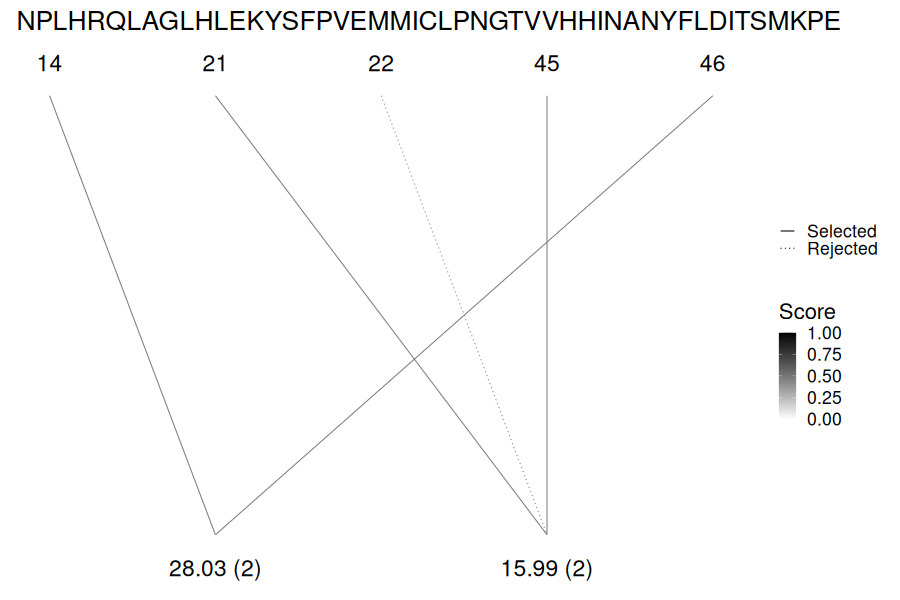 NPLHRQLAGLHLEKYSFPVEMMICLPNGTVVHHINANYFLDITSMKPE
14 21 22 45 46
Selected
Rejected
Score
1.00
0.75
0.50
0.25
0.00
28.03 (2) 15.99 (2)